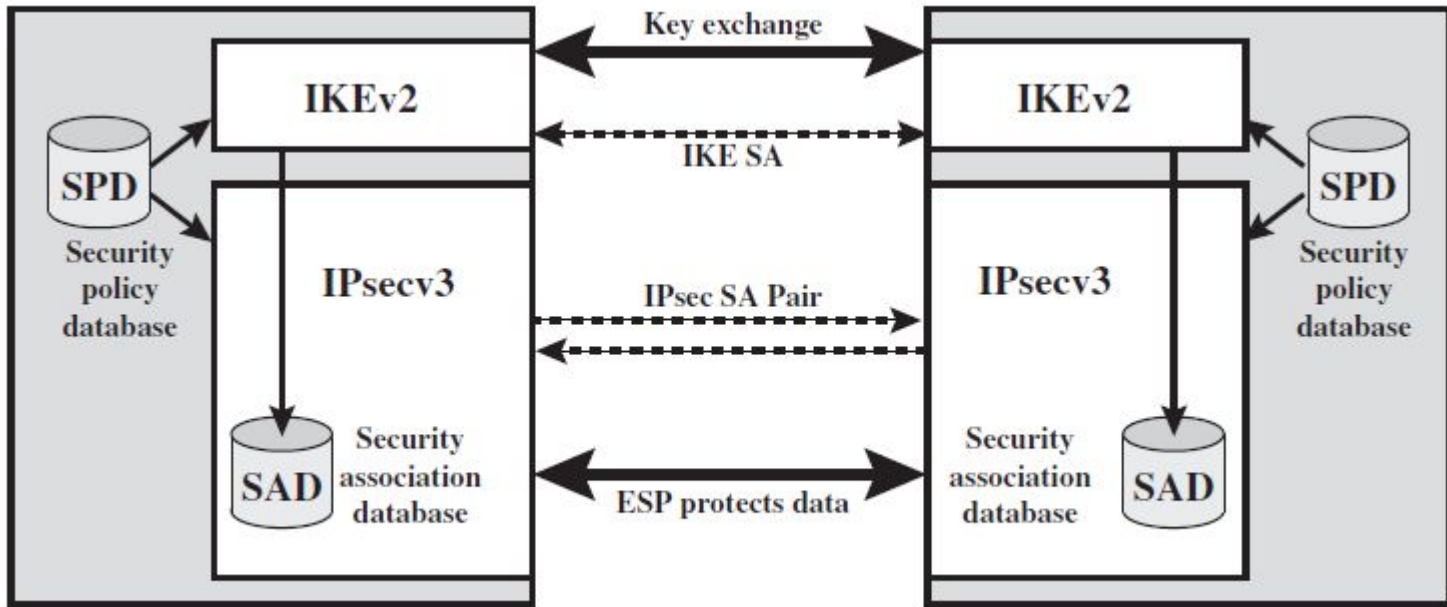 Key exchange
IKEv2
IKEv2
IKE SA
SPD
SPD
Security
policy
database
Security
policy
database
IPsecv3
IPsecv3
IPsec SA Pair
SAD
Security
association
database
Security
association
database
SAD
ESP protects data